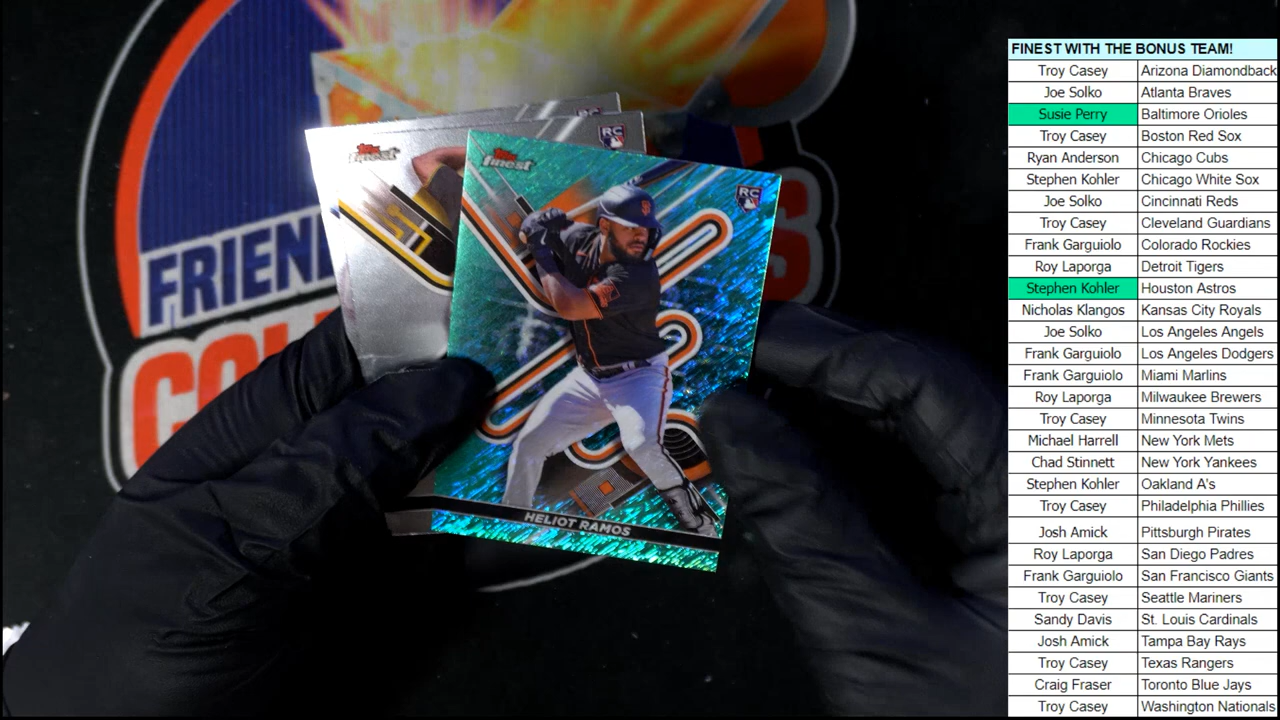 FINEST WITH THE BONUS TEAM!
Troy Casey Arizona Diamondback
Joe Solko Atlanta Braves
Susie Perry Baltimore Orioles
Troy Casey Boston Red Sox
Ryan Anderson Chicago Cubs
Stephen Kohler Chicago White Sox
Joe Solko Cincinnati Reds
Troy Casey Cleveland Guardians
Frank Garguiolo Colorado Rockies
Roy Laporga Detroit Tigers
Stephen Kohler Houston Astros
Nicholas Klangos Kansas City Royals
Joe Solko Los Angeles Angels
Frank Garguiolo Los Angeles Dodgers
Frank Garguiolo Miami Marlins
Roy Laporga Milwaukee Brewers
Troy Casey Minnesota Twins
Michael Harrell New York Mets
Chad Stinnett New York Yankees
Stephen Kohler Oakland A's
Troy Casey Philadelphia Phillies
Josh Amick Pittsburgh Pirates
Roy Laporga San Diego Padres
Frank Garguiolo San Francisco Giants
Troy Casey Seattle Mariners
Sandy Davis St. Louis Cardinals
Josh Amick Tampa Bay Rays
Troy Casey Texas Rangers
Craig Fraser Toronto Blue Jays
Troy Casey Washington Nationals
RC
Topps
finest
Topps
finest
RC
HELIOT RAMOS